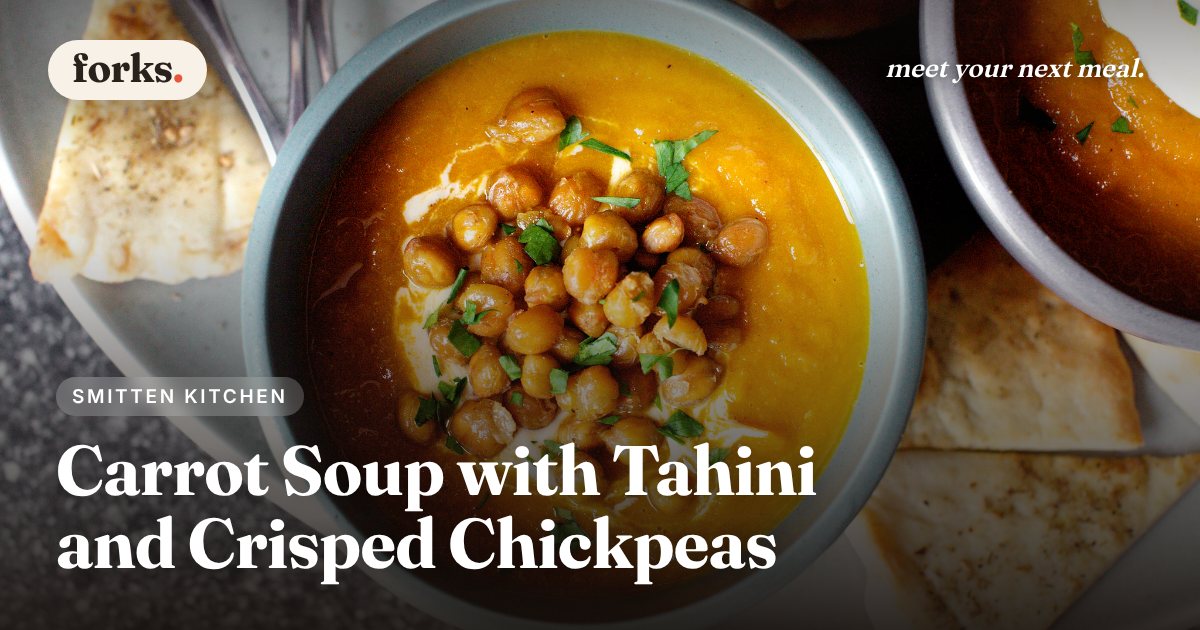 forks.
meet your next meal.
SMITTEN KITCHEN
Carrot Soup with Tahini
and Crisped Chickpeas